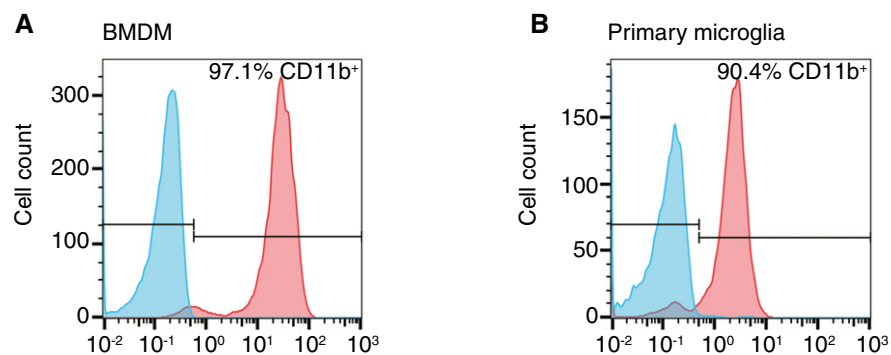 A
BMDM
97.1% CD11b⁺
Cell count
300
200
100
0
10⁻² 10⁻¹ 10⁰ 10¹ 10² 10³
B
Primary microglia
90.4% CD11b⁺
Cell count
150
100
50
0
10⁻² 10⁻¹ 10⁰ 10¹ 10² 10³